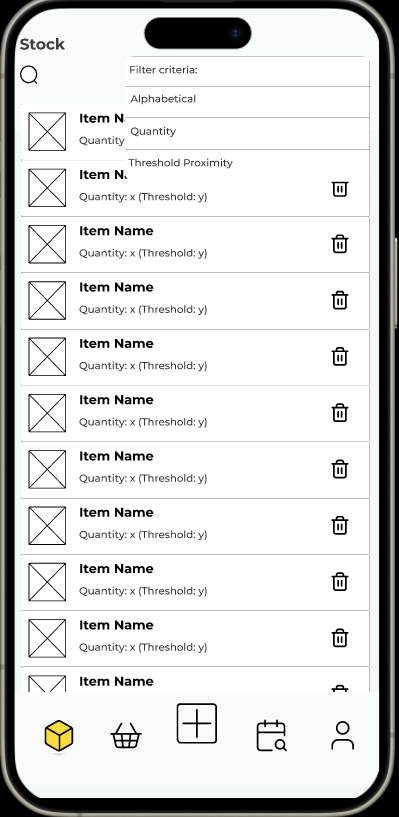 Stock
Filter criteria:
Alphabetical
Item N
Quantity
Quantity
Threshold Proximity
Item N
Quantity: x (Threshold: y)
Item Name
Quantity: x (Threshold: y)
Item Name
Quantity: x (Threshold: y)
Item Name
Quantity: x (Threshold: y)
Item Name
Quantity: x (Threshold: y)
Item Name
Quantity: x (Threshold: y)
Item Name
Quantity: x (Threshold: y)
Item Name
Quantity: x (Threshold: y)
Item Name
Quantity: x (Threshold: y)
Item Name